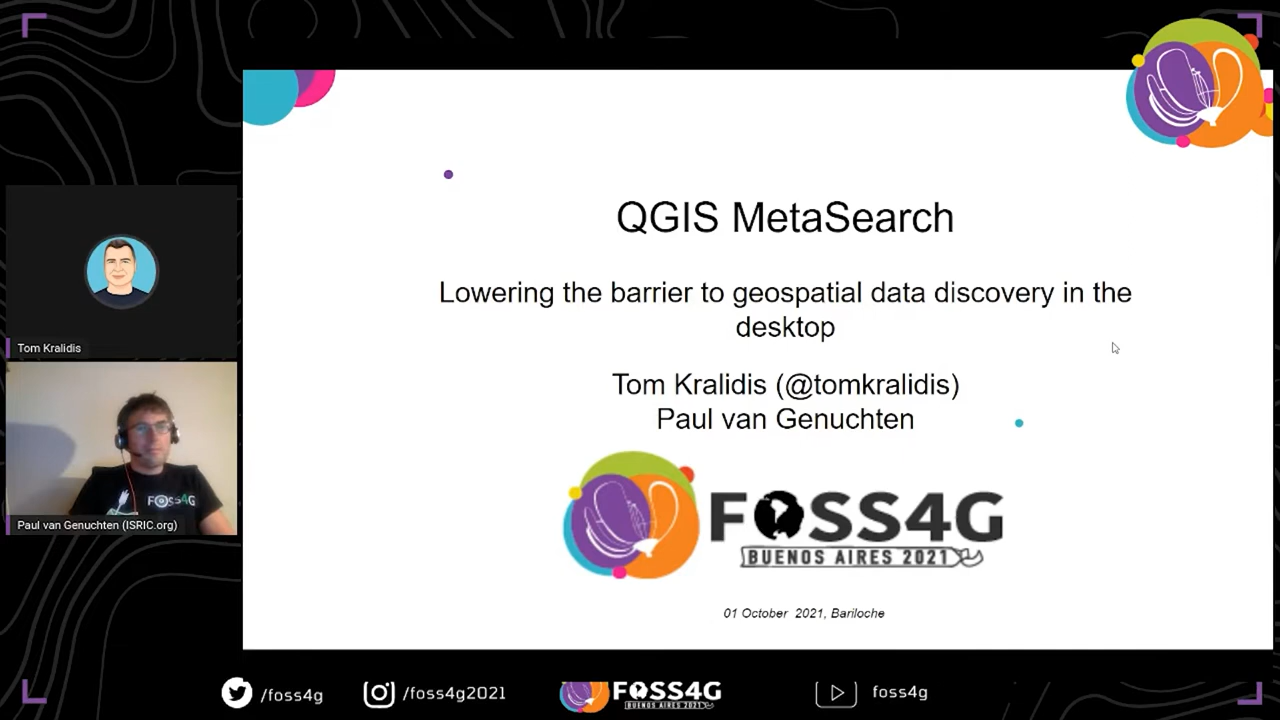 QGIS MetaSearch
Lowering the barrier to geospatial data discovery in the
desktop
Tom Kralidis (@tomkralidis)
Paul van Genuchten
FOSS4G
BUENOS AIRES 2021
01 October 2021, Bariloche
Tom Kralidis
FOSS4G
Paul van Genuchten (ISRIC.org)
/foss4g
/foss4g2021
FOSS4G
BUENOS AIRES 2021
foss4g